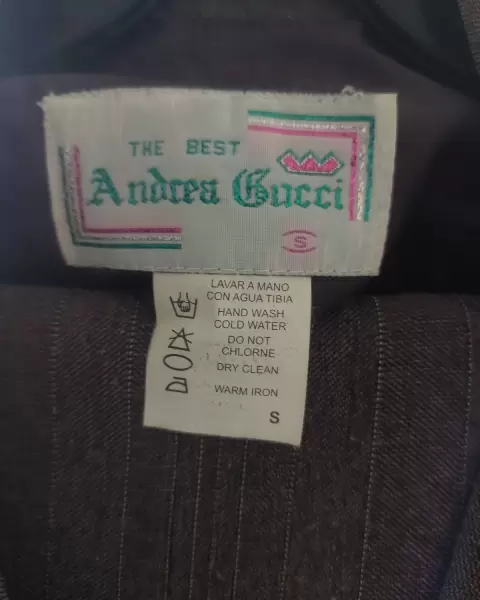 THE BEST
Andrea Gucci
S
LAVAR A MANO
CON AGUA TIBIA
HAND WASH
COLD WATER
DO NOT
CHLORNE
DRY CLEAN
WARM IRON
S